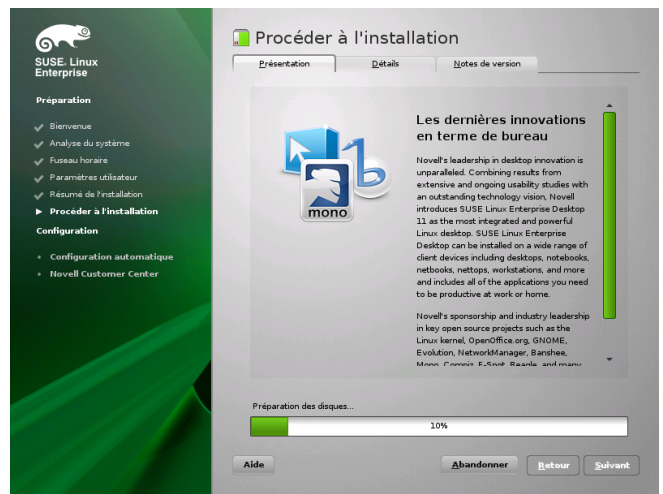 SUSE. Linux
Enterprise
Préparation
Bienvenue
Analyse du système
Fuseau horaire
Paramètres utilisateur
Résumé de l'installation
Procéder à l'installation
Configuration
Configuration automatique
Novell Customer Center
Procéder à l'installation
Présentation
Détails
Notes de version
mono
Les dernières innovations
en terme de bureau
Novell's leadership in desktop innovation is
unparalleled. Combining results from
extensive and ongoing usability studies with
an outstanding technology vision, Novell
introduces SUSE Linux Enterprise Desktop
11 as the most integrated and powerful
Linux desktop. SUSE Linux Enterprise
Desktop can be installed on a wide range of
client devices including desktops, notebooks,
netbooks, nettops, workstations, and more
and includes all of the applications you need
to be productive at work or home.
Novell's sponsorship and industry leadership
in key open source projects such as the
Linux kernel, OpenOffice.org, GNOME,
Evolution, NetworkManager, Banshee,
Mono, Compiz, F-Spot, Beagle, and many
Préparation des disques...
10%
Aide
Abandonner
Retour
Suivant